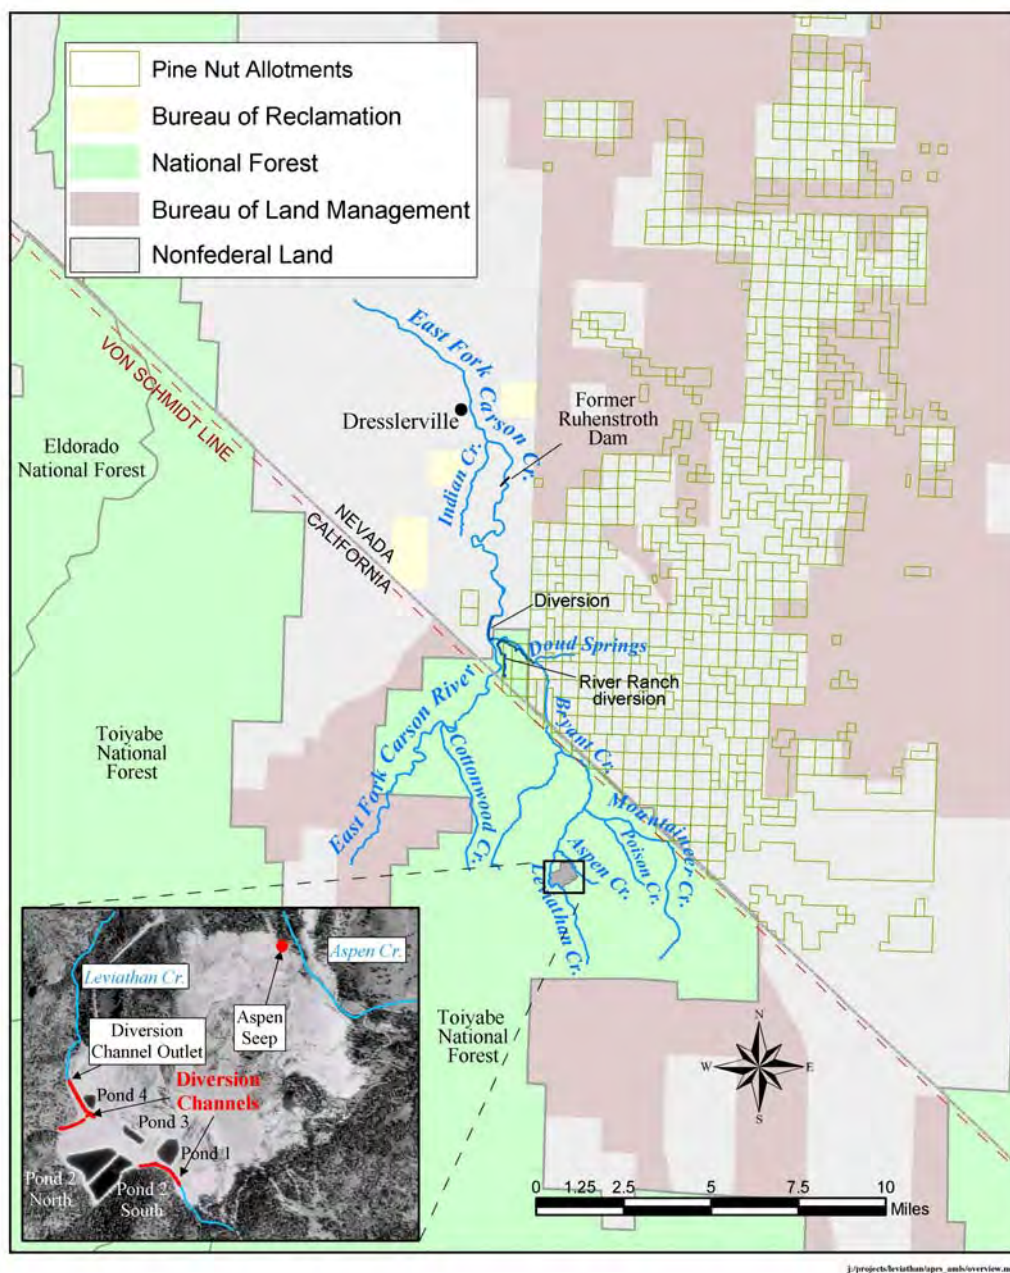 Pine Nut Allotments
Bureau of Reclamation
National Forest
Bureau of Land Management
Nonfederal Land
VON SCHMIDT LINE
NEVADA
CALIFORNIA
Eldorado
National Forest
East Fork Carson Cr.
Dresslerville
Indian Cr.
Former
Ruhenstroth
Dam
Diversion
Doud Springs
River Ranch
diversion
East Fork Carson River
Cottonwood Cr.
Bryant Cr.
Mountaineer Cr.
Poison Cr.
Aspen Cr.
Leviathan Cr.
Toiyabe
National
Forest
Toiyabe
National
Forest
N
W E
S
0 1.25 2.5 5 7.5 10
Miles
Leviathan Cr.
Aspen Cr.
Diversion
Channel Outlet
Aspen
Seep
Diversion
Channels
Pond 4
Pond 3
Pond 1
Pond 2
North
Pond 2
South